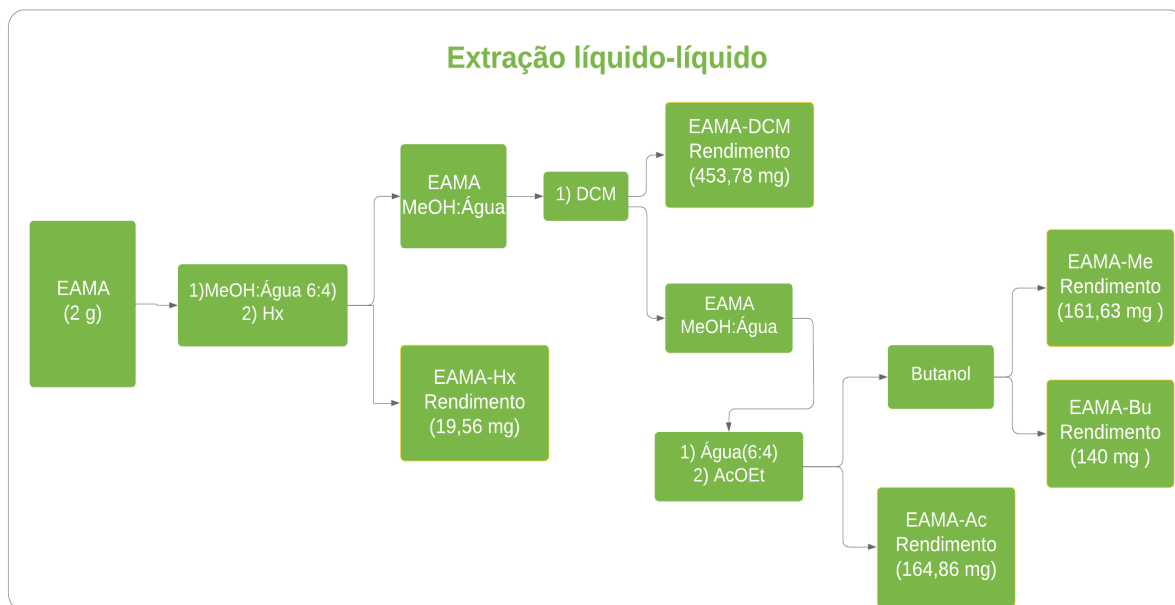 Extração líquido-líquido
EAMA
(2 g)
1)MeOH:Água 6:4)
2) Hx
EAMA
MeOH:Água
EAMA-Hx
Rendimento
(19,56 mg)
1) DCM
EAMA-DCM
Rendimento
(453,78 mg)
EAMA
MeOH:Água
1) Água(6:4)
2) AcOEt
Butanol
EAMA-Ac
Rendimento
(164,86 mg)
EAMA-Me
Rendimento
(161,63 mg )
EAMA-Bu
Rendimento
(140 mg )